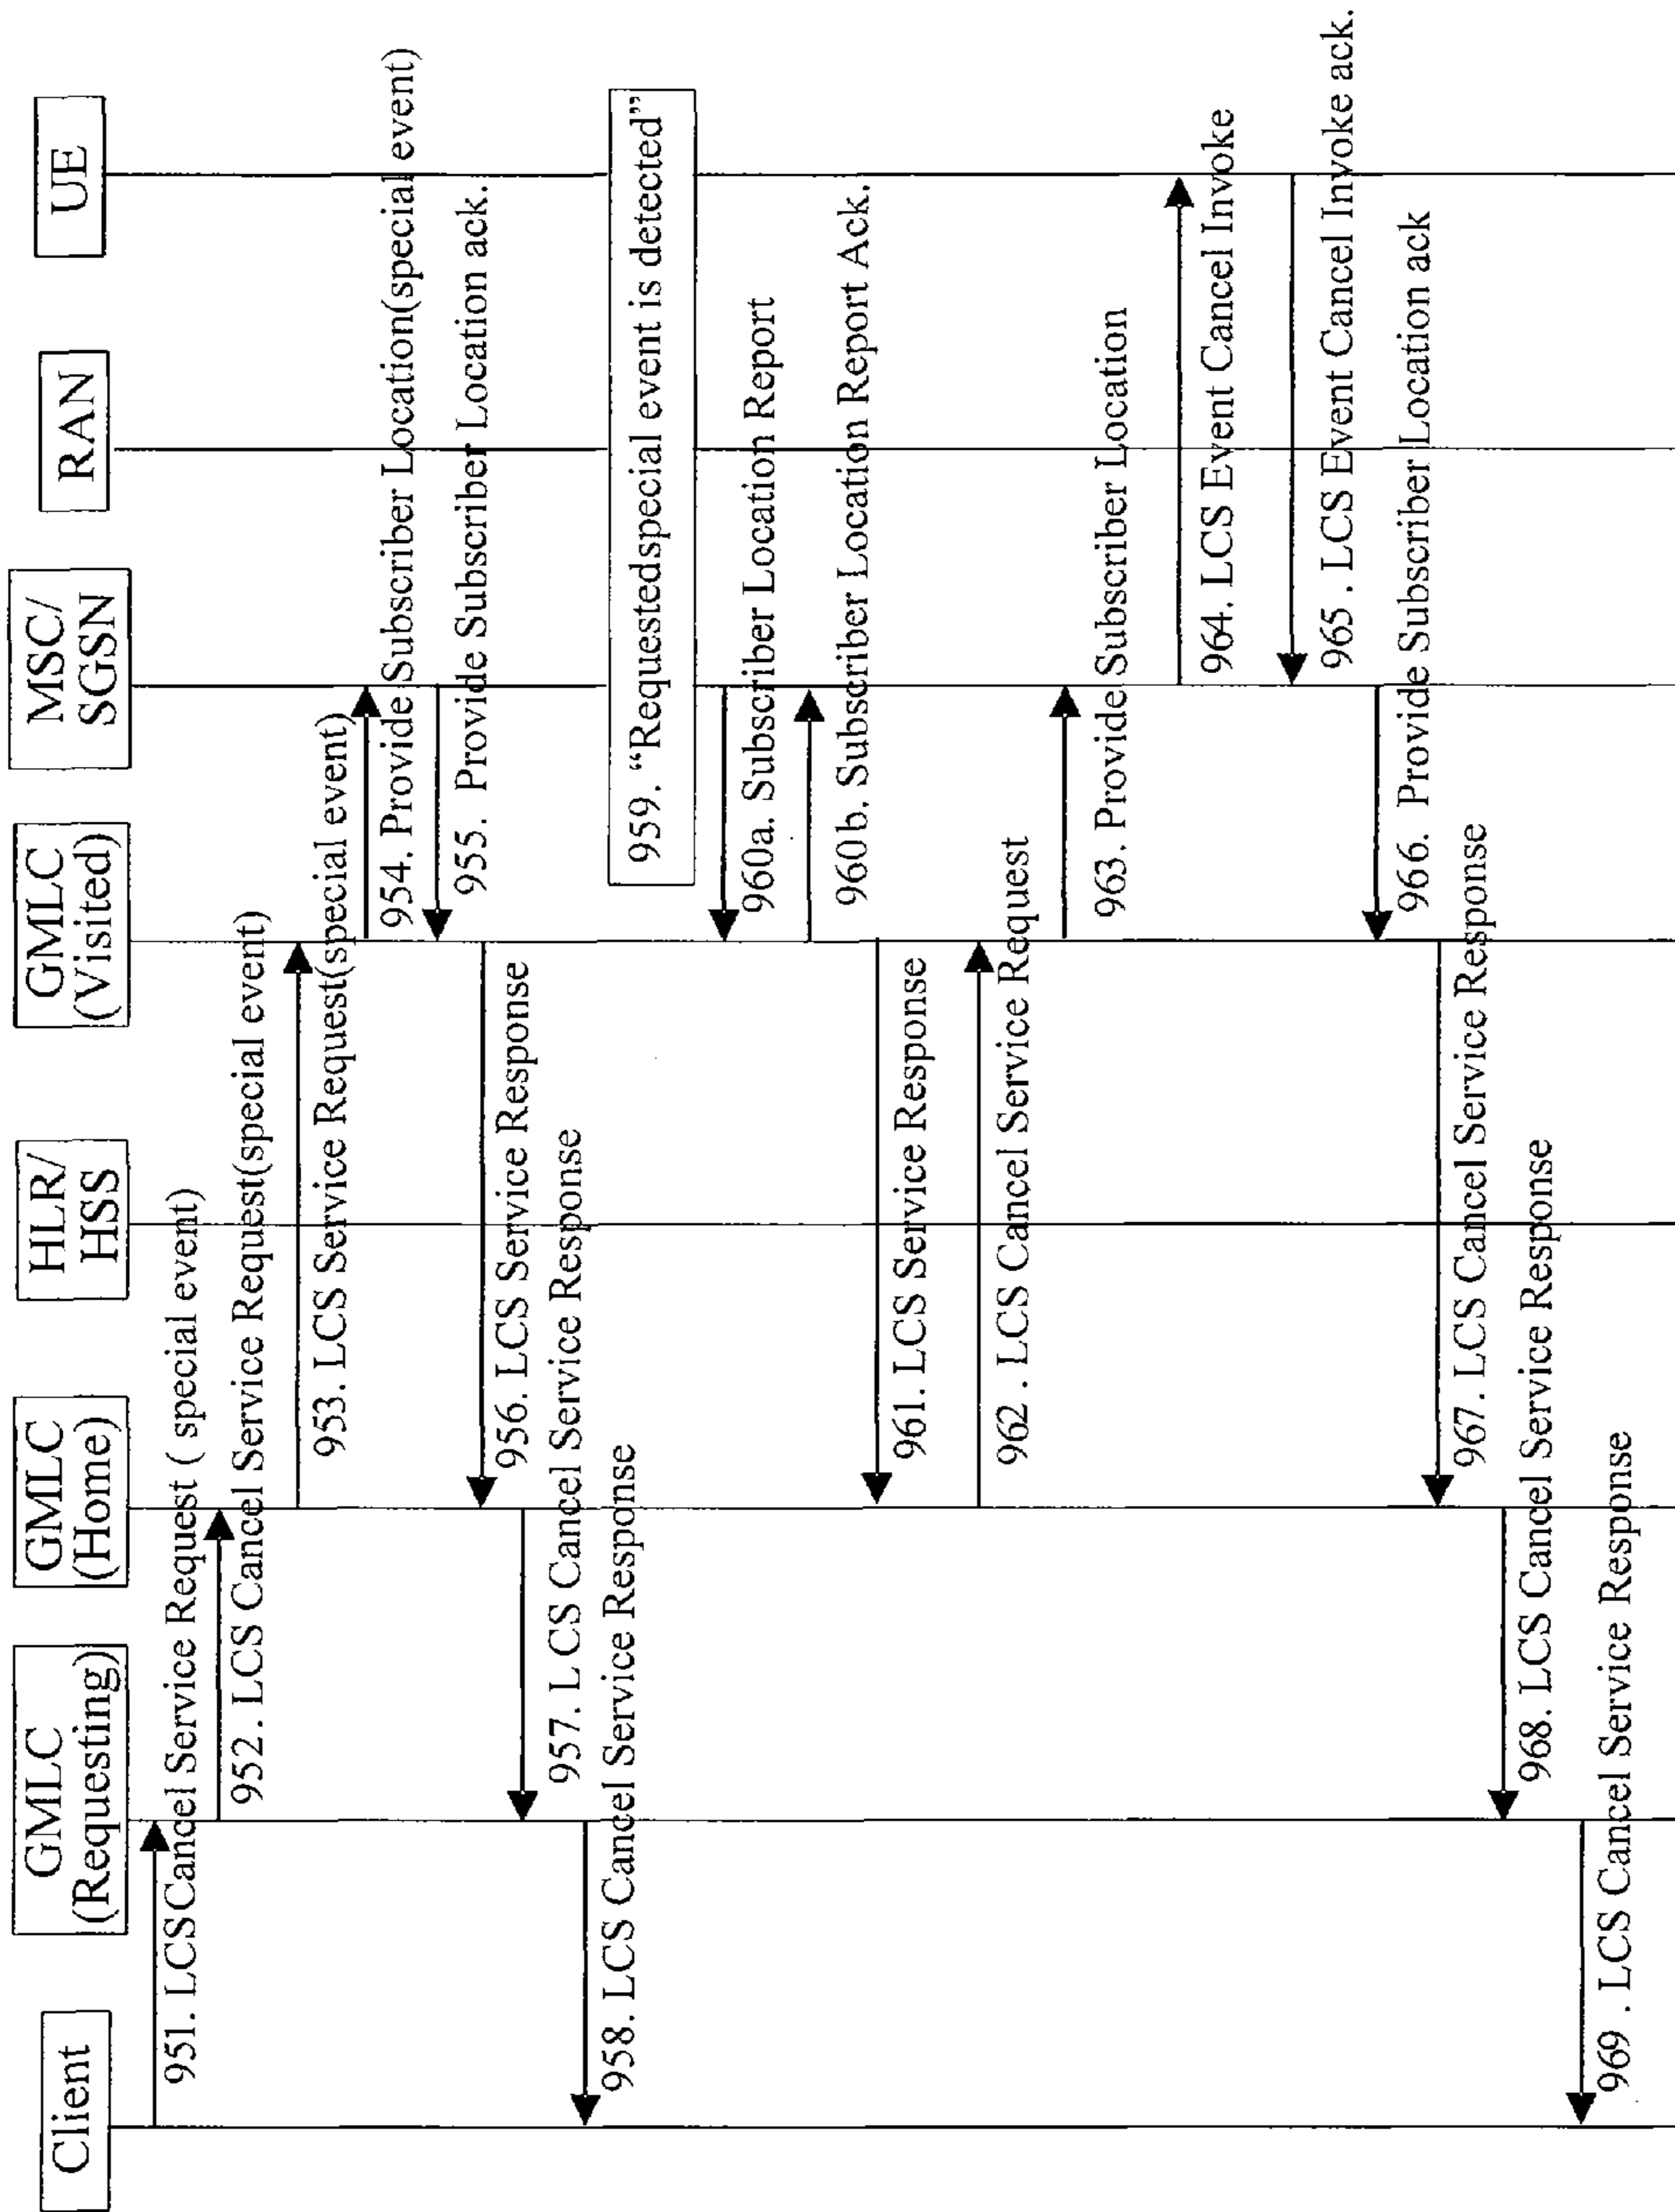 Client
GMLC
(Requesting)
GMLC
(Home)
HLR/
HSS
GMLC
(Visited)
MSC/
SGSN
RAN
UE
951. LCSCancel Service Request ( special event)
952 . LCS Cancel Service Request(special event)
953. LCS Service Request(special event)
954. Provide Subscriber Location(special event)
955. Provide Subscriber Location ack.
956. LCS Service Response
957. L CS Cancel Service Response
958. LCS Cancel Service Response
959. “Requestedspecial event is detected”
960a. Subscriber Location Report
960b. Subscriber Location Report Ack.
961. LCS Service Response
962 . LCS Cancel Service Request
963. Provide Subscriber Location
964. LCS Event Cancel Invoke
965 . LCS Event Cancel Invoke ack.
966. Provide Subscriber Location ack
967. LCS Cancel Service Response
968. LCS Cancel Service Response
969 . LCS Cancel Service Response